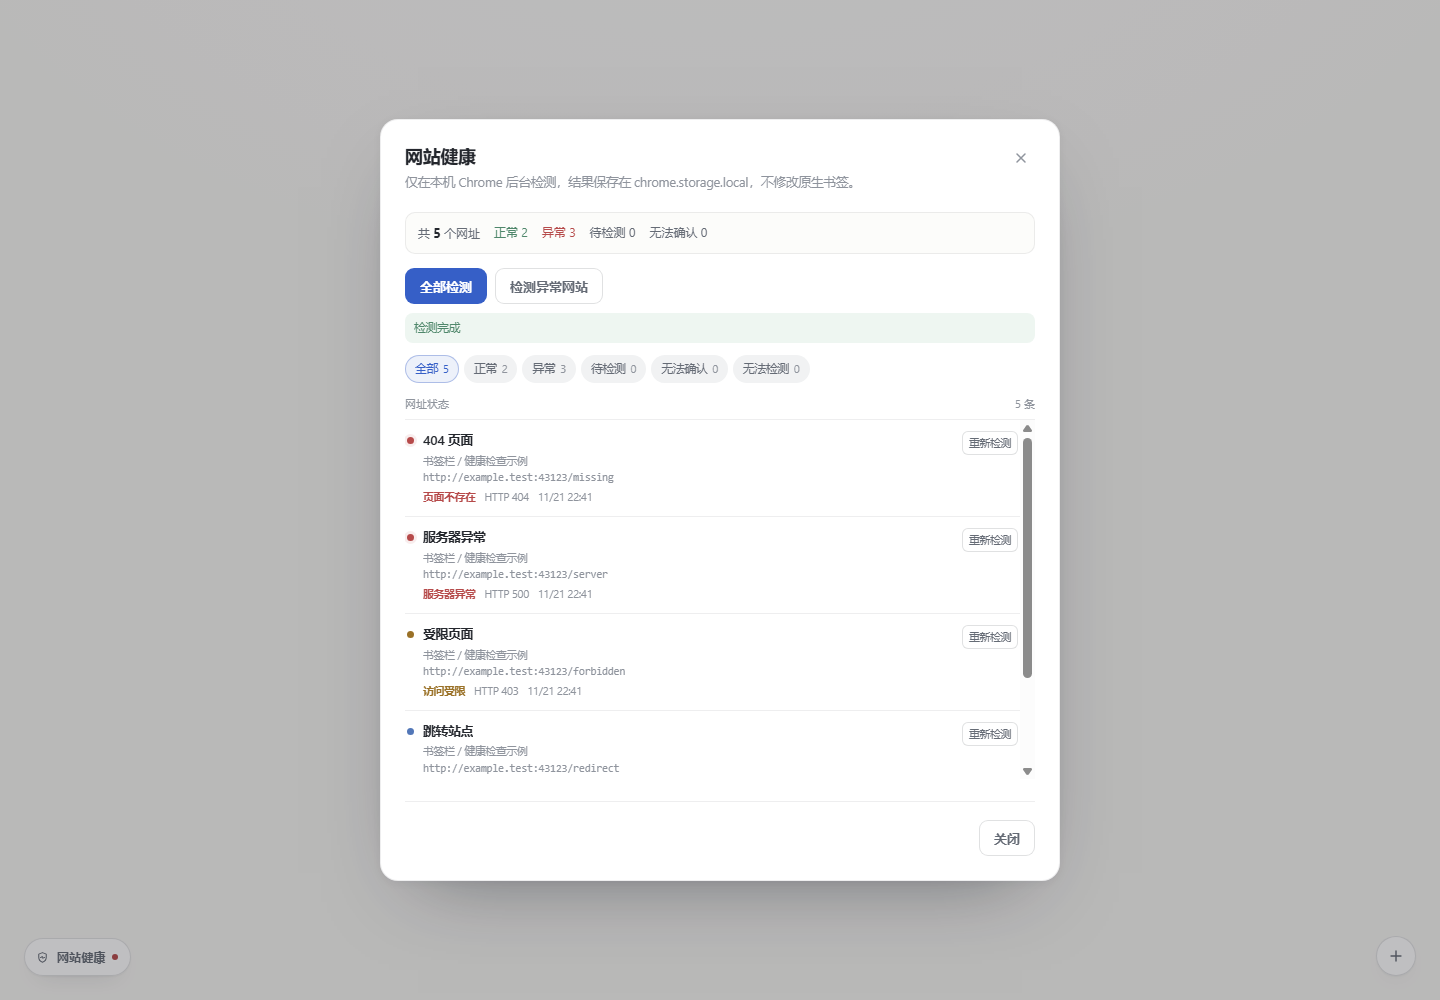 网站健康
仅在本机 Chrome 后台检测，结果保存在 chrome.storage.local，不修改原生书签。
共 5 个网址 正常 2 异常 3 待检测 0 无法确认 0
全部检测 检测异常网站
检测完成
全部 5 正常 2 异常 3 待检测 0 无法确认 0 无法检测 0
网址状态 5 条
404 页面 重新检测
书签栏 / 健康检查示例
http://example.test:43123/missing
页面不存在 HTTP 404 11/21 22:41
服务器异常 重新检测
书签栏 / 健康检查示例
http://example.test:43123/server
服务器异常 HTTP 500 11/21 22:41
受限页面 重新检测
书签栏 / 健康检查示例
http://example.test:43123/forbidden
访问受限 HTTP 403 11/21 22:41
跳转站点 重新检测
书签栏 / 健康检查示例
http://example.test:43123/redirect
关闭
网站健康